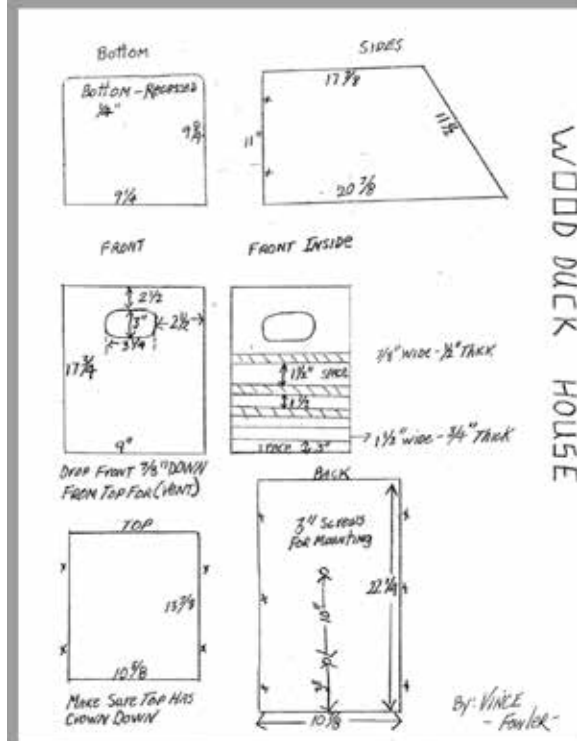 Bottom
Bottom - Recessed
1/4"
9 3/4
9 1/4
SIDES
17 3/8
11"
11 1/2
20 7/8
WOOD DUCK HOUSE
FRONT
2 1/2
3"
2 1/2
3 1/4
17 3/4
9"
DROP FRONT 3/8" DOWN
FROM TOP FOR (VENT)
FRONT INSIDE
7/8" WIDE - 1/2" THICK
1 1/2" SPACE
1 1/2
1 1/2" wide - 3/4" THICK
SPACE 2.3"
TOP
13 3/8
10 5/8
MAKE SURE TOP HAS
CROWN DOWN
BACK
3" SCREWS
FOR MOUNTING
10"
22 1/4
10 5/8
By: VINCE
- FOWLER -